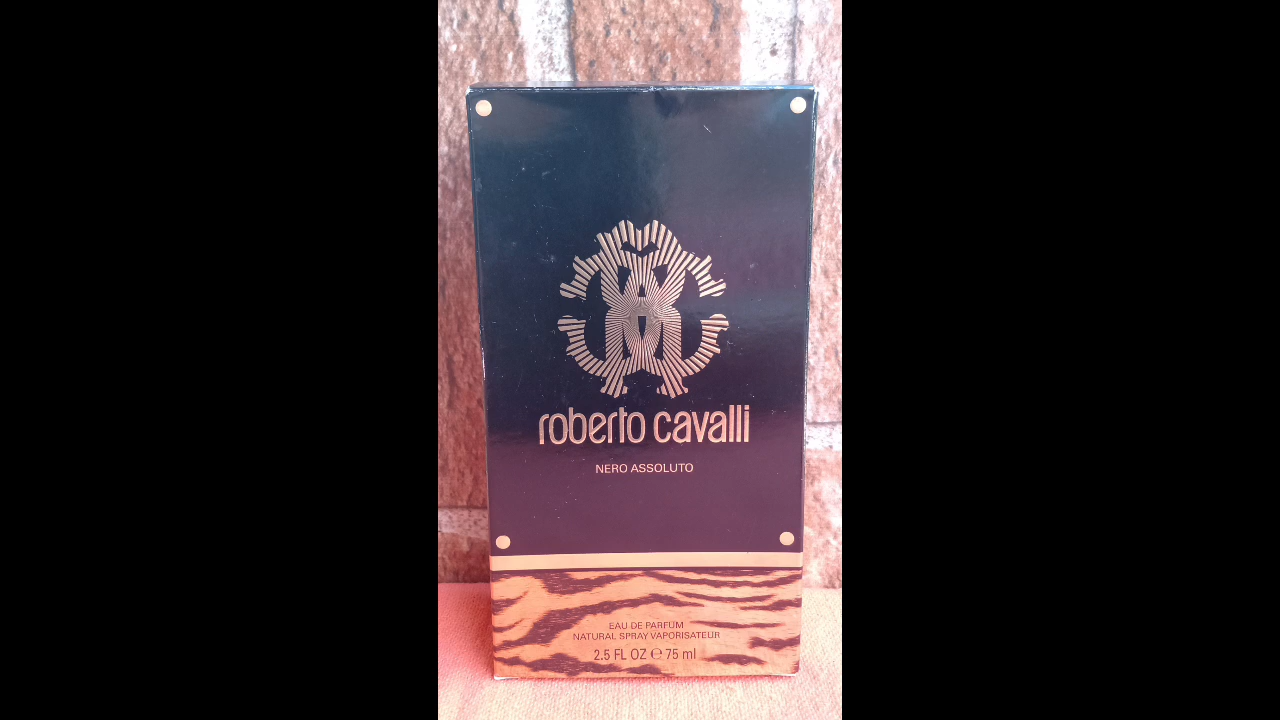 roberto cavalli
NERO ASSOLUTO
EAU DE PARFUM
NATURAL SPRAY VAPORISATEUR
2.5 FL OZ ℮ 75 ml